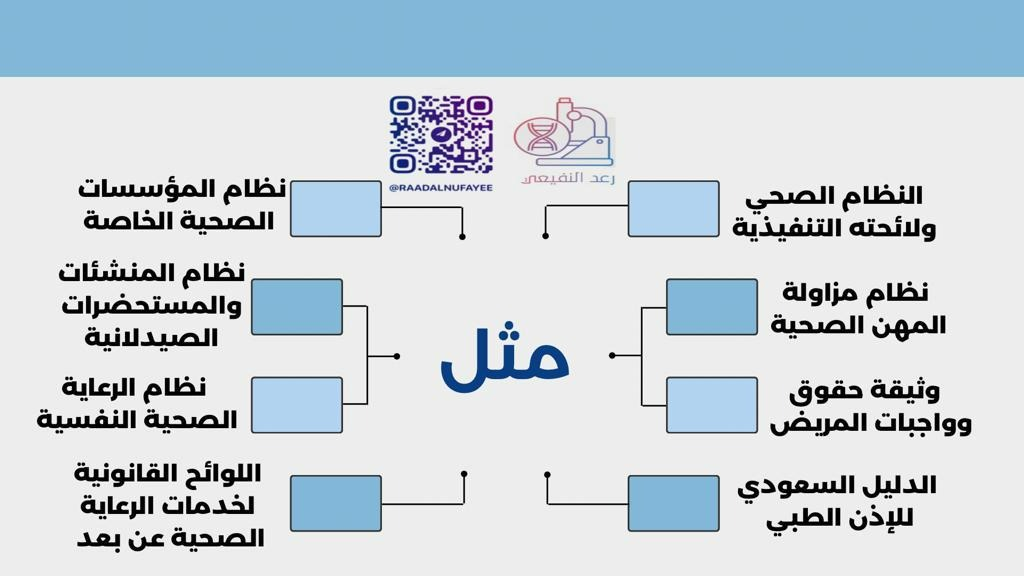 @RAADALNUFAYEE
رعد النفيعي
النظام الصحي
ولائحته التنفيذية
نظام مزاولة
المهن الصحية
وثيقة حقوق
وواجبات المريض
الدليل السعودي
للإذن الطبي
مثل
نظام المؤسسات
الصحية الخاصة
نظام المنشئات
والمستحضرات
الصيدلانية
نظام الرعاية
الصحية النفسية
اللوائح القانونية
لخدمات الرعاية
الصحية عن بعد